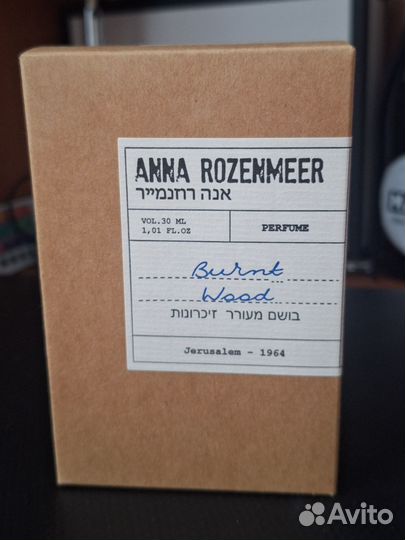 ANNA ROZENMEER
אנה רוזנמייר
VOL.30 ML
1,01 FL.OZ
PERFUME
Burnt
Wood
בושם מעורר זיכרונות
Jerusalem - 1964
Avito